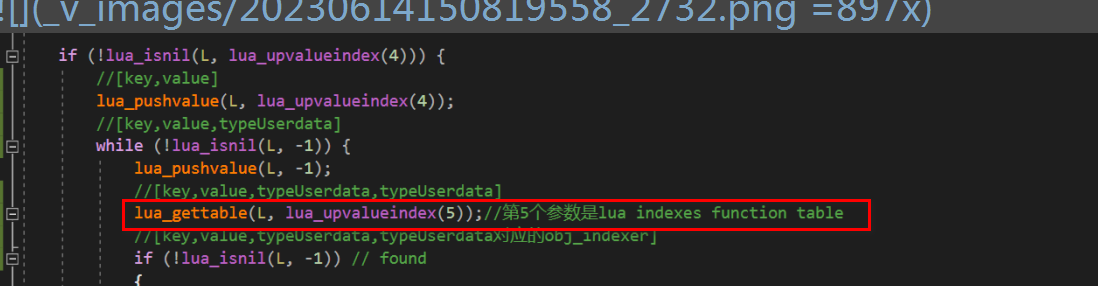 ![](_v_images/20230614150819558_2732.png =897x)
if (!lua_isnil(L, lua_upvalueindex(4))) {
//[key,value]
lua_pushvalue(L, lua_upvalueindex(4));
//[key,value,typeUserdata]
while (!lua_isnil(L, -1)) {
lua_pushvalue(L, -1);
//[key,value,typeUserdata,typeUserdata]
lua_gettable(L, lua_upvalueindex(5));//第5个参数是lua indexes function table
//[key,value,typeUserdata,typeUserdata对应的obj_indexer]
if (!lua_isnil(L, -1)) // found
{